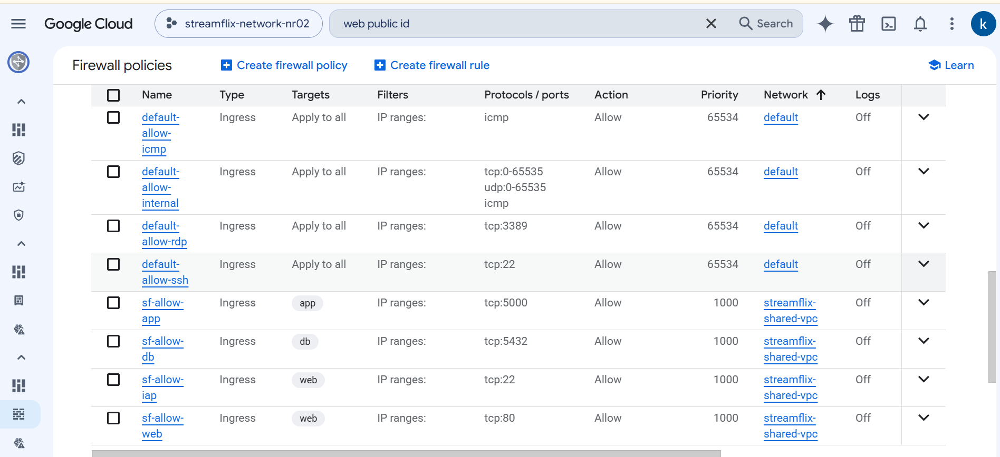 Google Cloud
streamflix-network-nr02
web public id
Search
k
Firewall policies
Create firewall policy
Create firewall rule
Learn
Name Type Targets Filters Protocols / ports Action Priority Network Logs
default- Ingress Apply to all IP ranges: icmp Allow 65534 default Off
allow-
icmp
default- Ingress Apply to all IP ranges: tcp:0-65535 Allow 65534 default Off
allow- udp:0-65535
internal icmp
default- Ingress Apply to all IP ranges: tcp:3389 Allow 65534 default Off
allow-rdp
default- Ingress Apply to all IP ranges: tcp:22 Allow 65534 default Off
allow-ssh
sf-allow- Ingress app IP ranges: tcp:5000 Allow 1000 streamflix- Off
app shared-vpc
sf-allow- Ingress db IP ranges: tcp:5432 Allow 1000 streamflix- Off
db shared-vpc
sf-allow- Ingress web IP ranges: tcp:22 Allow 1000 streamflix- Off
iap shared-vpc
sf-allow- Ingress web IP ranges: tcp:80 Allow 1000 streamflix- Off
web shared-vpc